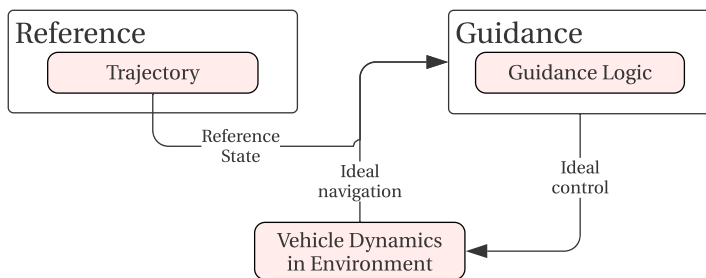 Reference
Trajectory
Guidance
Guidance Logic
Reference
State
Ideal
navigation
Ideal
control
Vehicle Dynamics
in Environment